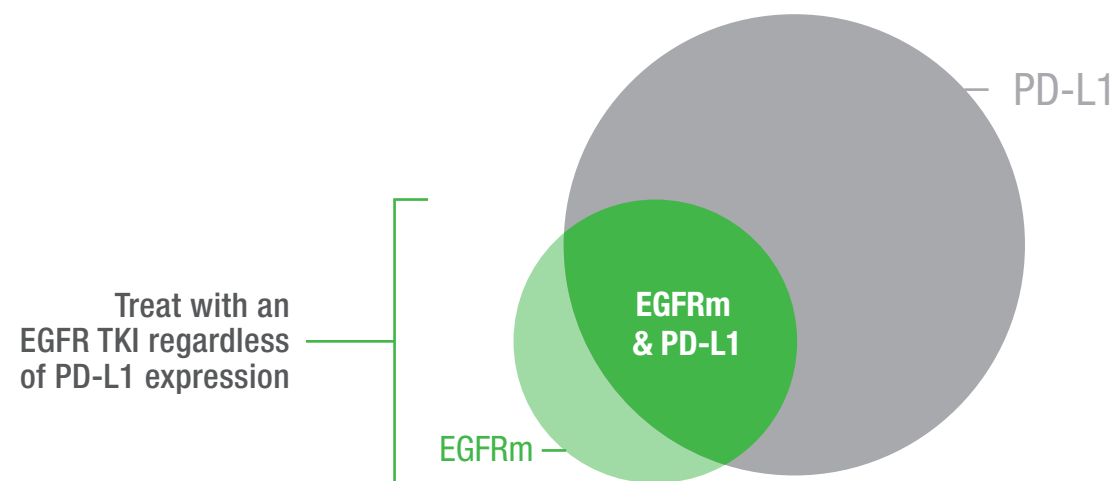 PD-L1
Treat with an
EGFR TKI regardless
of PD-L1 expression
EGFRm
& PD-L1
EGFRm